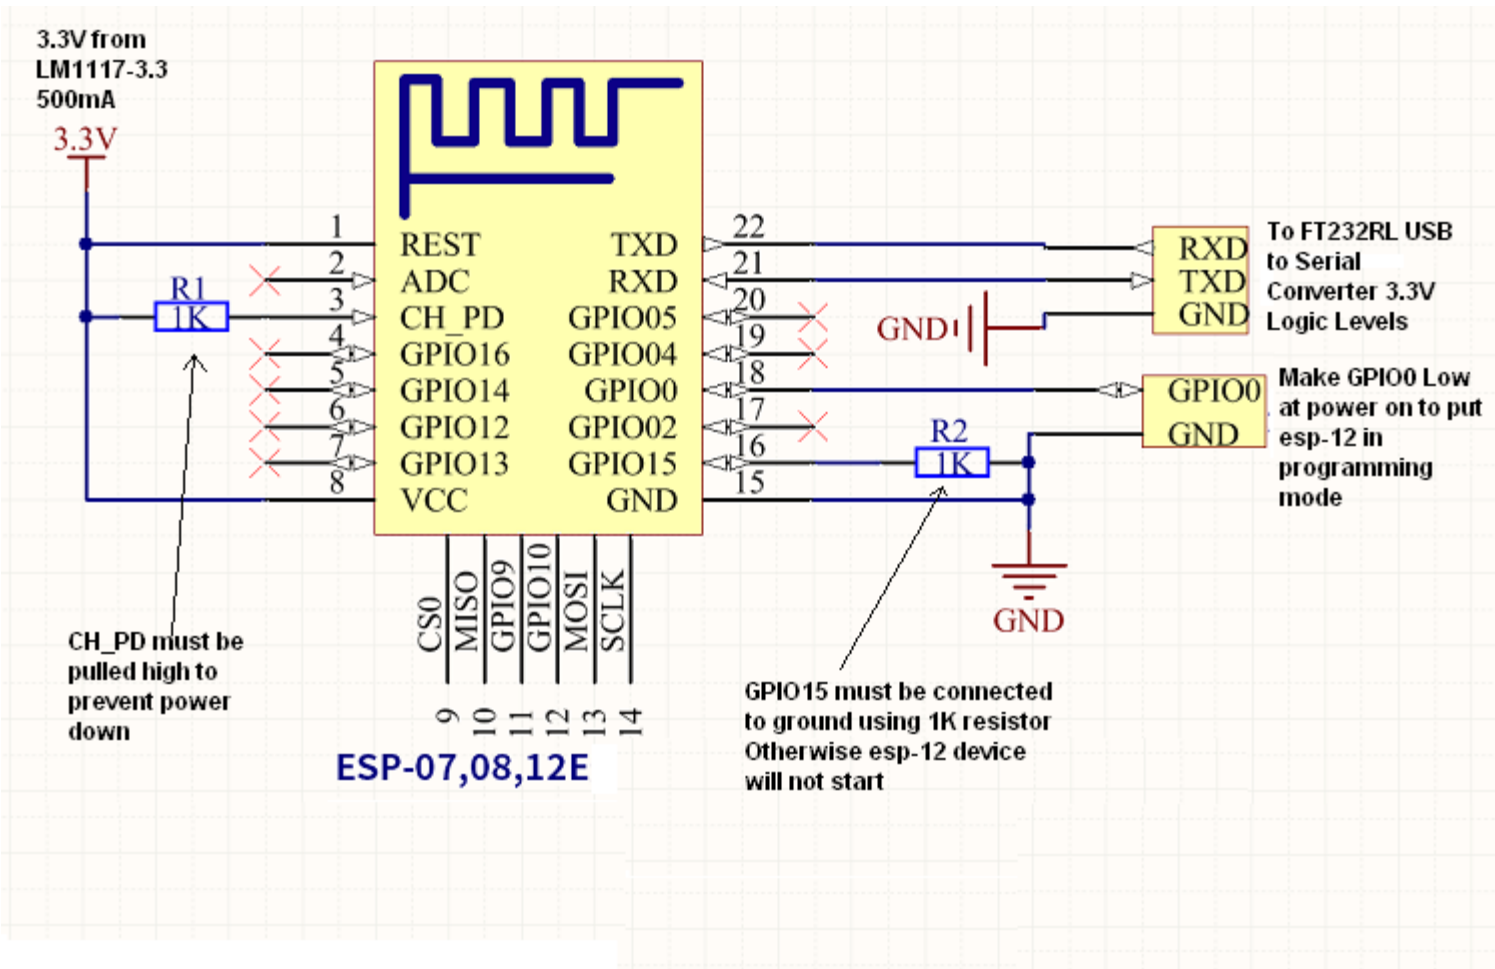 3.3V from
LM1117-3.3
500mA
3.3V
1
REST
TXD
22
2
ADC
RXD
21
R1
1K
3
CH_PD
GPIO05
20
4
GPIO16
GPIO04
19
5
GPIO14
GPIO0
18
6
GPIO12
GPIO02
17
7
GPIO13
GPIO15
16
8
VCC
GND
15
RXD
TXD
GND
To FT232RL USB
to Serial
Converter 3.3V
Logic Levels
GND
GPIO0
GND
Make GPIO0 Low
at power on to put
esp-12 in
programming
mode
R2
1K
GND
CS0
MISO
GPIO9
GPIO10
MOSI
SCLK
9
10
11
12
13
14
ESP-07,08,12E
CH_PD must be
pulled high to
prevent power
down
GPIO15 must be connected
to ground using 1K resistor
Otherwise esp-12 device
will not start